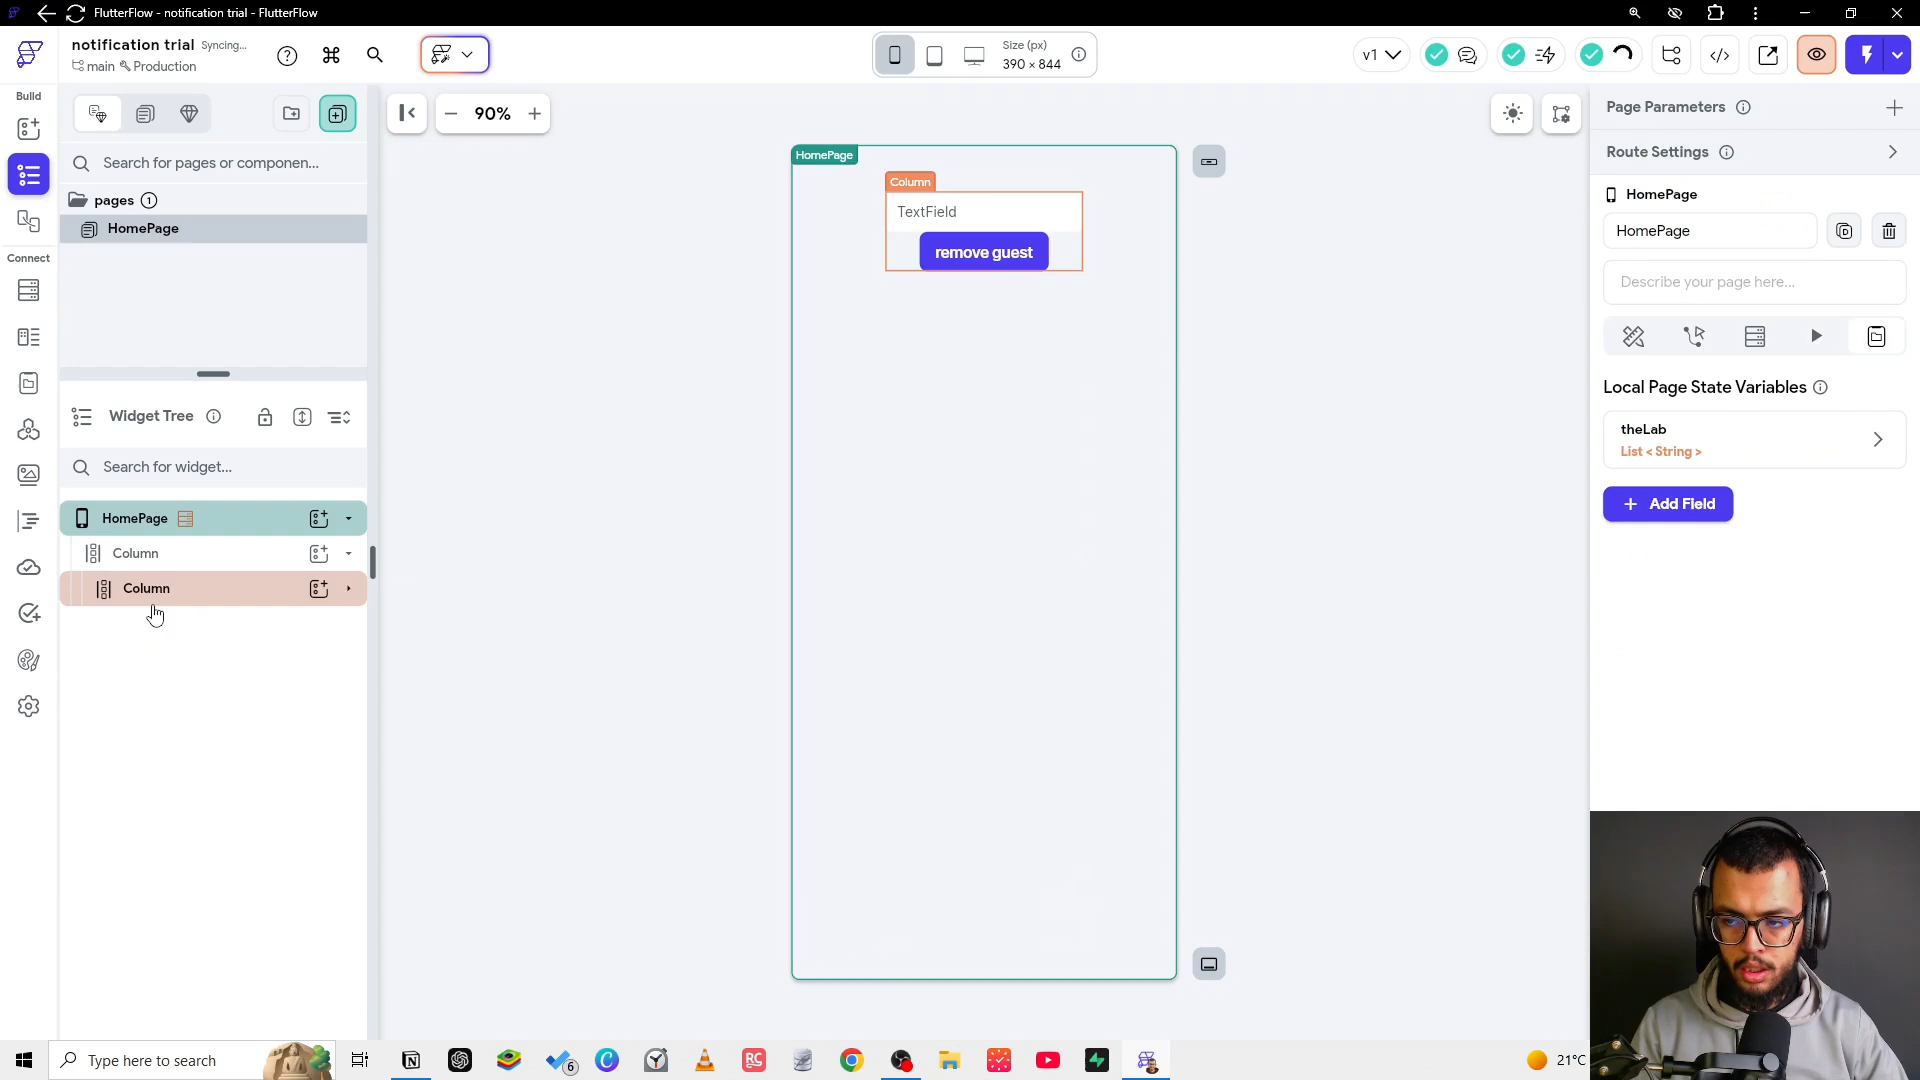 FlutterFlow - notification trial - FlutterFlow
notification trial Syncing...
main Production
Size (px)
390 × 844
v1
Build
Connect
90%
Search for pages or componen...
pages 1
HomePage
Widget Tree
Search for widget...
HomePage
Column
Column
HomePage
Column
TextField
remove guest
Page Parameters
Route Settings
HomePage
HomePage
Describe your page here...
Local Page State Variables
theLab
List < String >
+ Add Field
Type here to search
6
RC
21°C